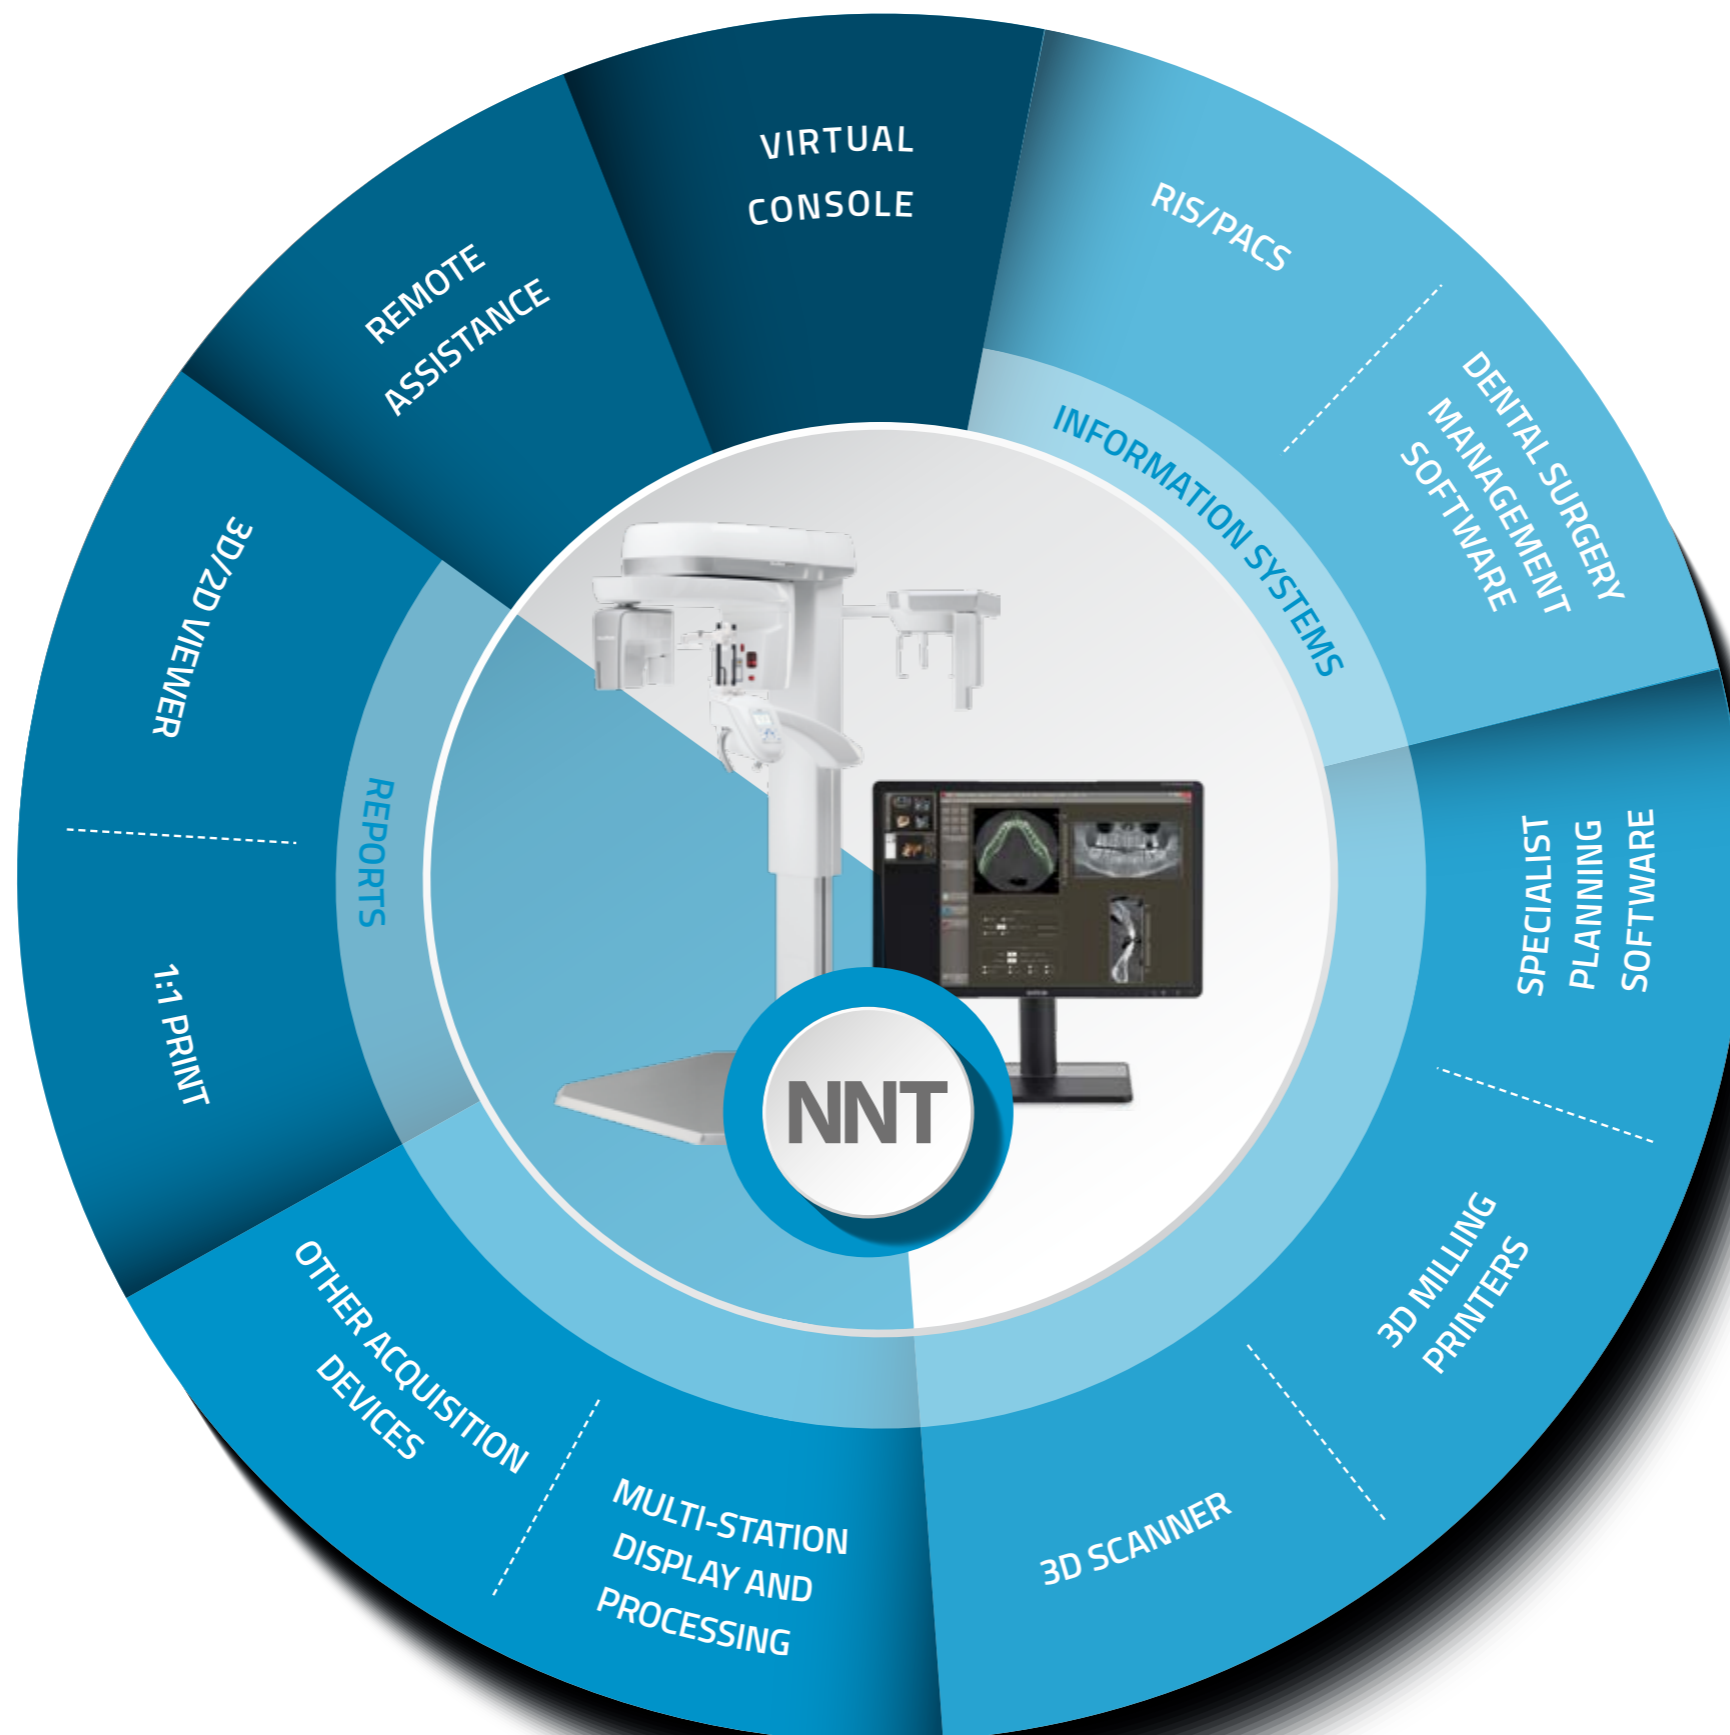 VIRTUAL
CONSOLE
RIS/PACS
DENTAL SURGERY
MANAGEMENT
SOFTWARE
INFORMATION SYSTEMS
SPECIALIST
PLANNING
SOFTWARE
3D MILLING
PRINTERS
3D SCANNER
MULTI-STATION
DISPLAY AND
PROCESSING
OTHER ACQUISITION
DEVICES
1:1 PRINT
3D/2D VIEWER
REPORTS
REMOTE
ASSISTANCE
NNT